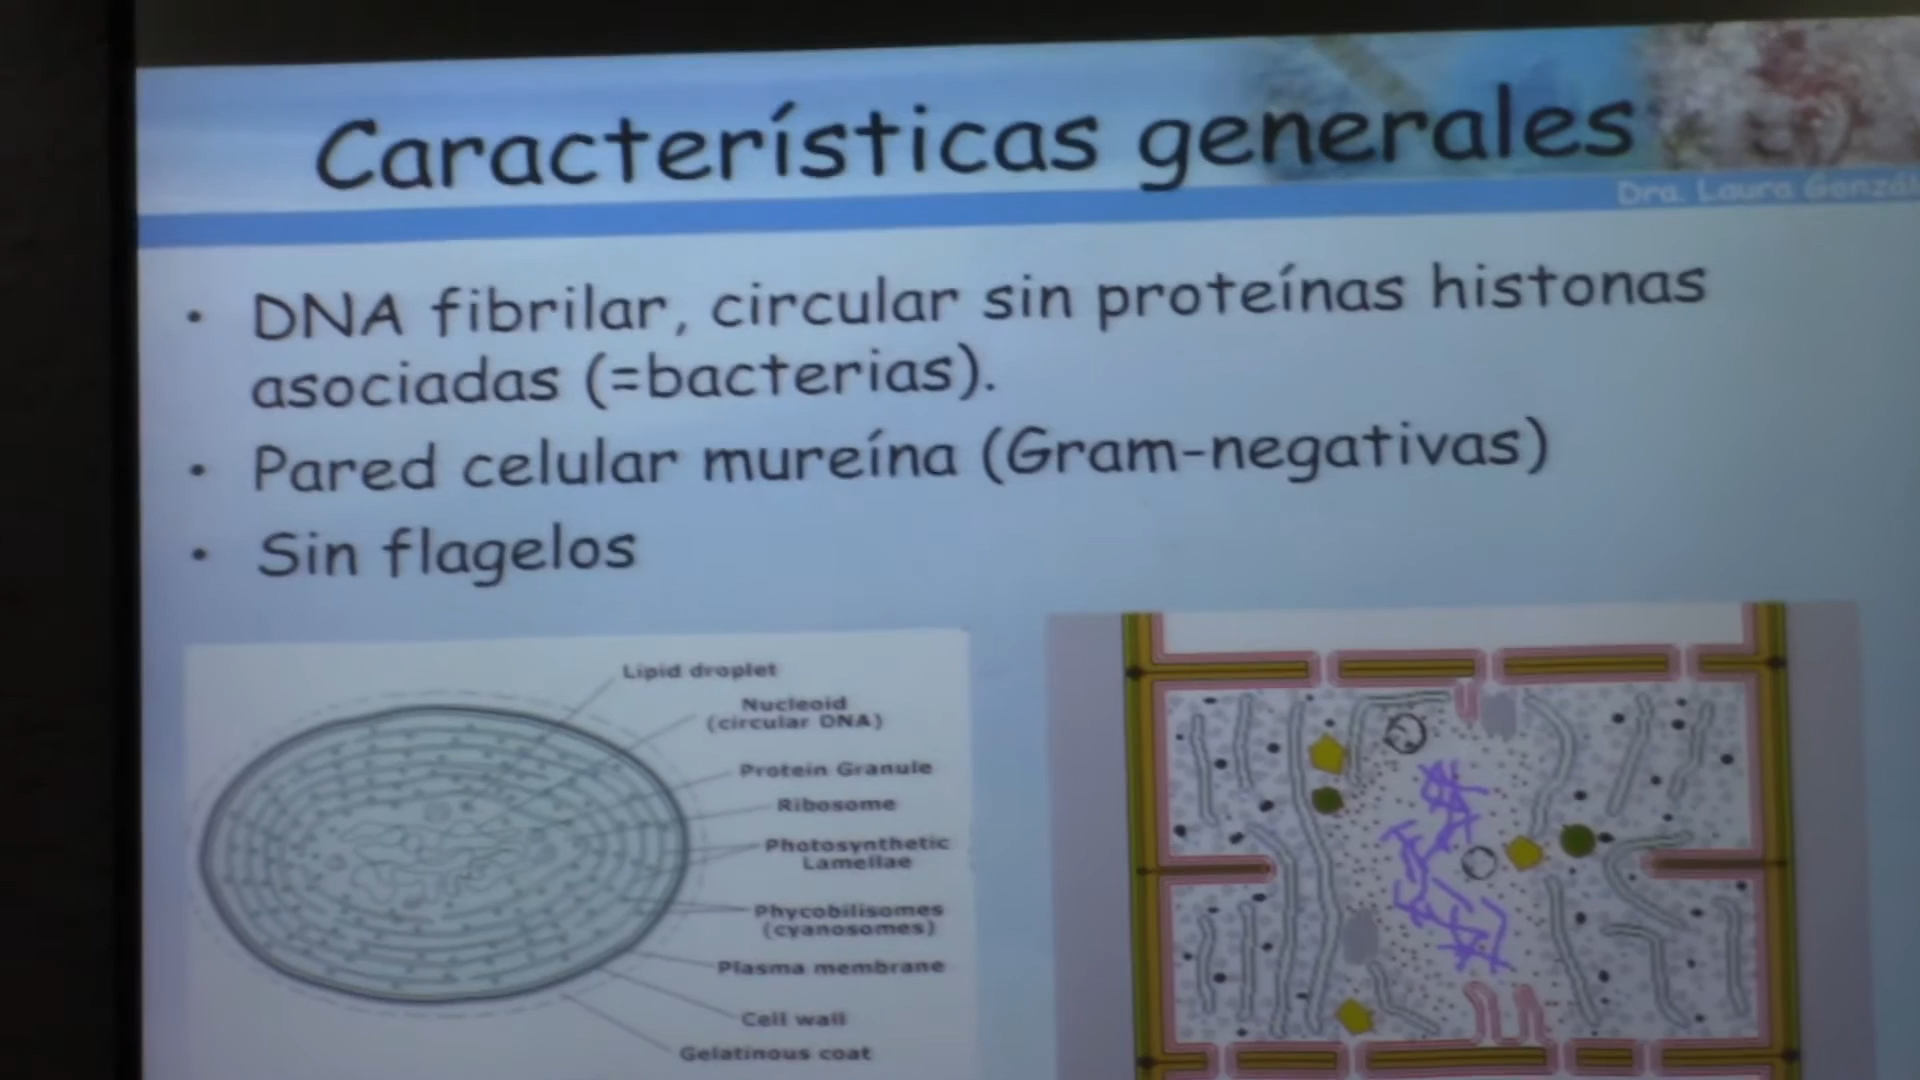 Características generales
Dra. Laura
DNA fibrilar, circular sin proteínas histonas
asociadas (=bacterias).
Pared celular mureína (Gram-negativas)
Sin flagelos
Lipid droplet
Nucleoid
(circular DNA)
Protein Granule
Ribosome
Photosynthetic
Lamellae
Phycobilisomes
(cyanosomes)
Plasma membrane
Cell wall
Gelatinous coat